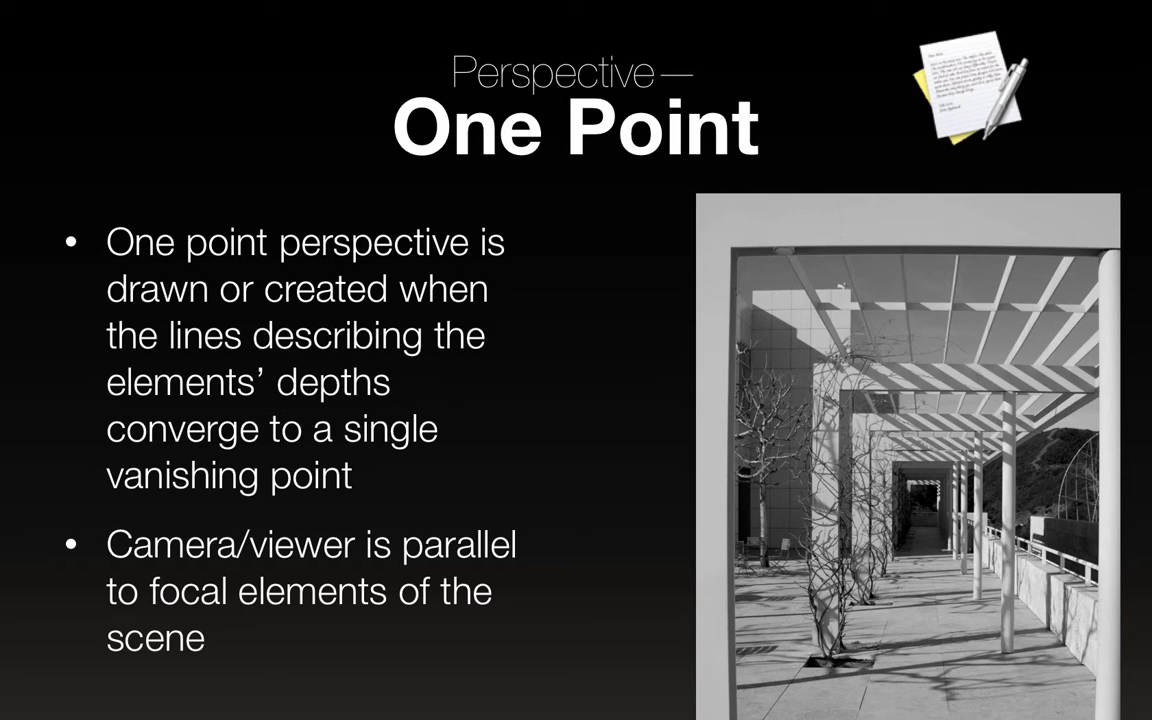 Perspective—
One Point
• One point perspective is
drawn or created when
the lines describing the
elements’ depths
converge to a single
vanishing point
• Camera/viewer is parallel
to focal elements of the
scene